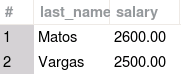 # last_name salary
1 Matos 2600.00
2 Vargas 2500.00